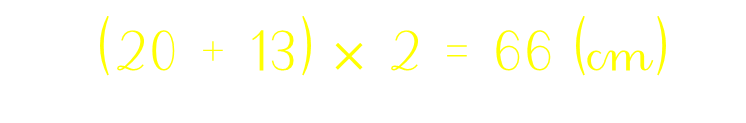 (20 + 13) × 2 = 66 (cm)